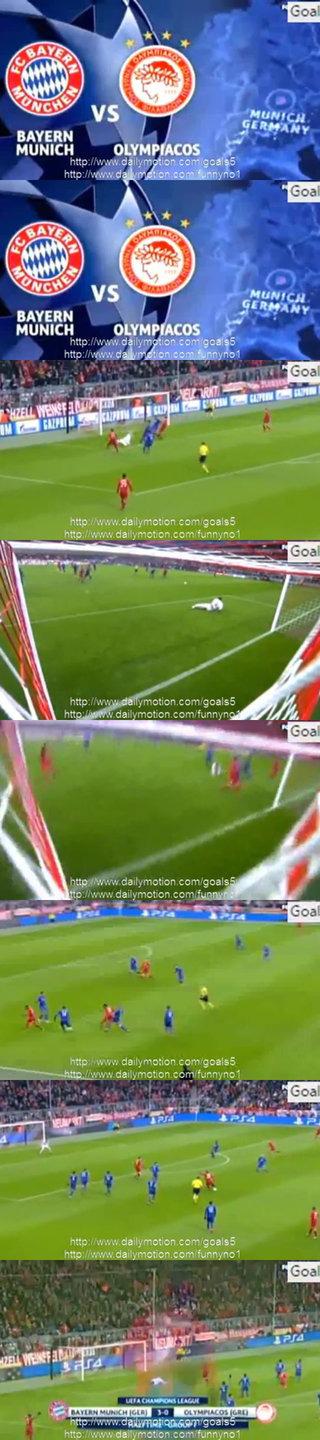 Goal
FC BAYERN
MÜNCHEN
VS
BAYERN
MUNICH
OLYMPIACOS
MUNICH
GERMANY
http://www.dailymotion.com/goals5
http://www.dailymotion.com/funnyno1
Goal
FC BAYERN
MÜNCHEN
VS
BAYERN
MUNICH
OLYMPIACOS
MUNICH
GERMANY
http://www.dailymotion.com/goals5
http://www.dailymotion.com/funnyno1
Goal
GAZPROM
GAZPROM
http://www.dailymotion.com/goals5
http://www.dailymotion.com/funnyno1
Goal
http://www.dailymotion.com/goals5
http://www.dailymotion.com/funnyno1
Goal
http://www.dailymotion.com/goals5
http://www.dailymotion.com/funnyno1
Goal
PS4
PS4
http://www.dailymotion.com/goals5
http://www.dailymotion.com/funnyno1
Goal
NEUMARKT
PS4
PS4
http://www.dailymotion.com/goals5
http://www.dailymotion.com/funnyno1
Goal
PS4
UEFA CHAMPIONS LEAGUE
BAYERN MUNICH (GER) 3-0 OLYMPIACOS (GRE)
http://www.dailymotion.com/goals5
http://www.dailymotion.com/funnyno1